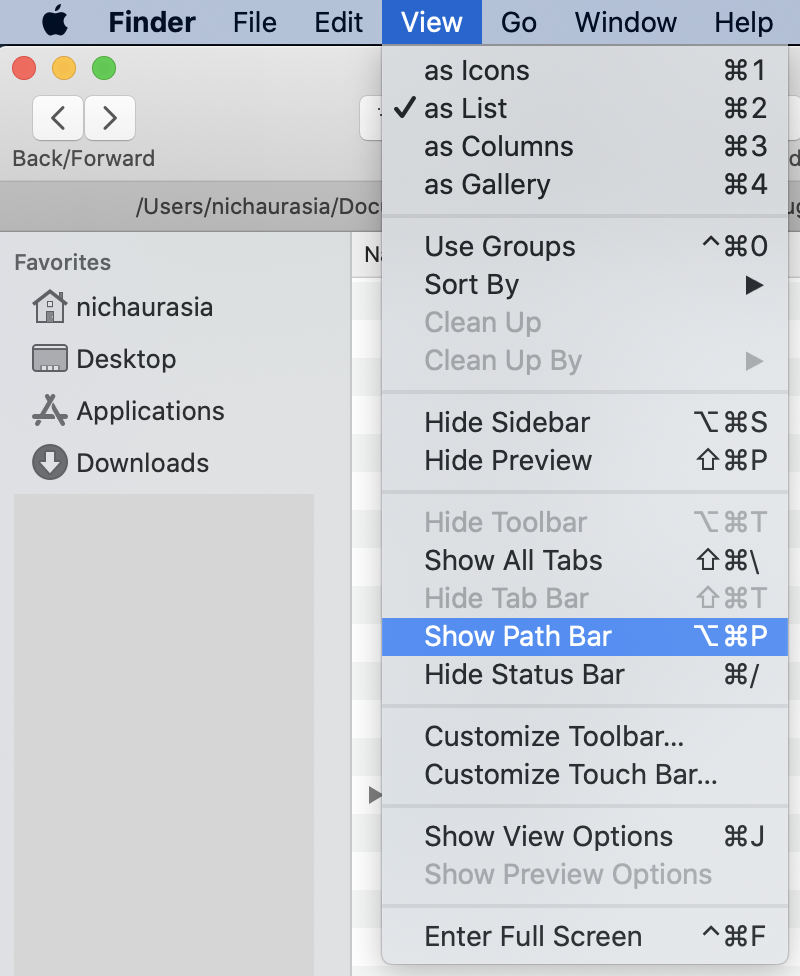 Finder File Edit View Go Window Help
Back/Forward
/Users/nichaurasia/Doc
Favorites
nichaurasia
Desktop
Applications
Downloads
as Icons ⌘1
✓ as List ⌘2
as Columns ⌘3
as Gallery ⌘4
Use Groups ^⌘0
Sort By ▶
Clean Up
Clean Up By ▶
Hide Sidebar ⌥⌘S
Hide Preview ⇧⌘P
Hide Toolbar ⌥⌘T
Show All Tabs ⇧⌘\
Hide Tab Bar ⇧⌘T
Show Path Bar ⌥⌘P
Hide Status Bar ⌘/
Customize Toolbar...
Customize Touch Bar...
Show View Options ⌘J
Show Preview Options
Enter Full Screen ^⌘F